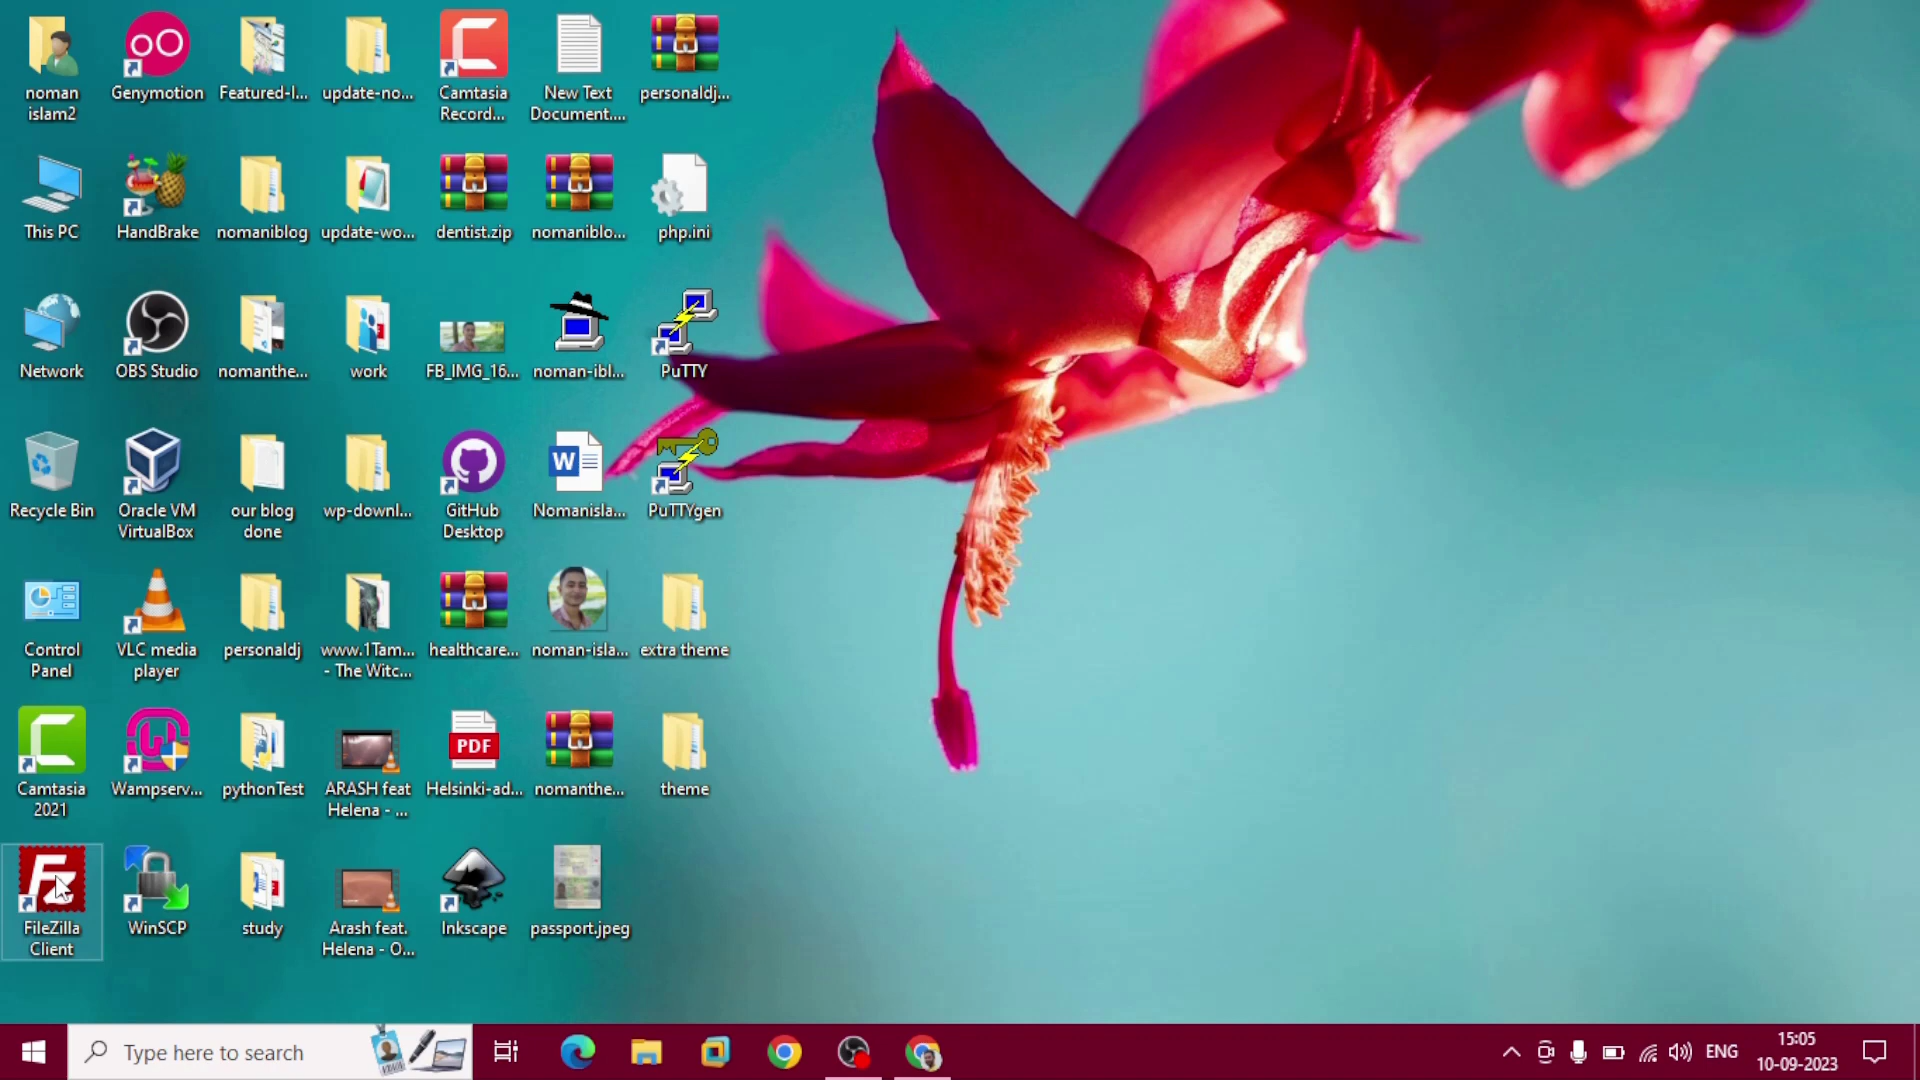 noman
islam2
Genymotion
Featured-I...
update-no...
Camtasia
Record...
New Text
Document....
personaldj...
This PC
HandBrake
nomaniblog
update-wo...
dentist.zip
nomaniblo...
php.ini
Network
OBS Studio
nomanthe...
work
FB_IMG_16...
noman-ibl...
PuTTY
Recycle Bin
Oracle VM
VirtualBox
our blog
done
wp-downl...
GitHub
Desktop
W
Nomanisla...
PuTTYgen
Control
Panel
VLC media
player
personaldj
www.1Tam...
- The Witc...
healthcare...
noman-isla...
extra theme
Camtasia
2021
Wampserv...
pythonTest
ARASH feat
Helena - ...
PDF
Helsinki-ad...
nomanthe...
theme
Fz
FileZilla
Client
WinSCP
study
Arash feat.
Helena - O...
Inkscape
passport.jpeg
Type here to search
ENG
15:05
10-09-2023